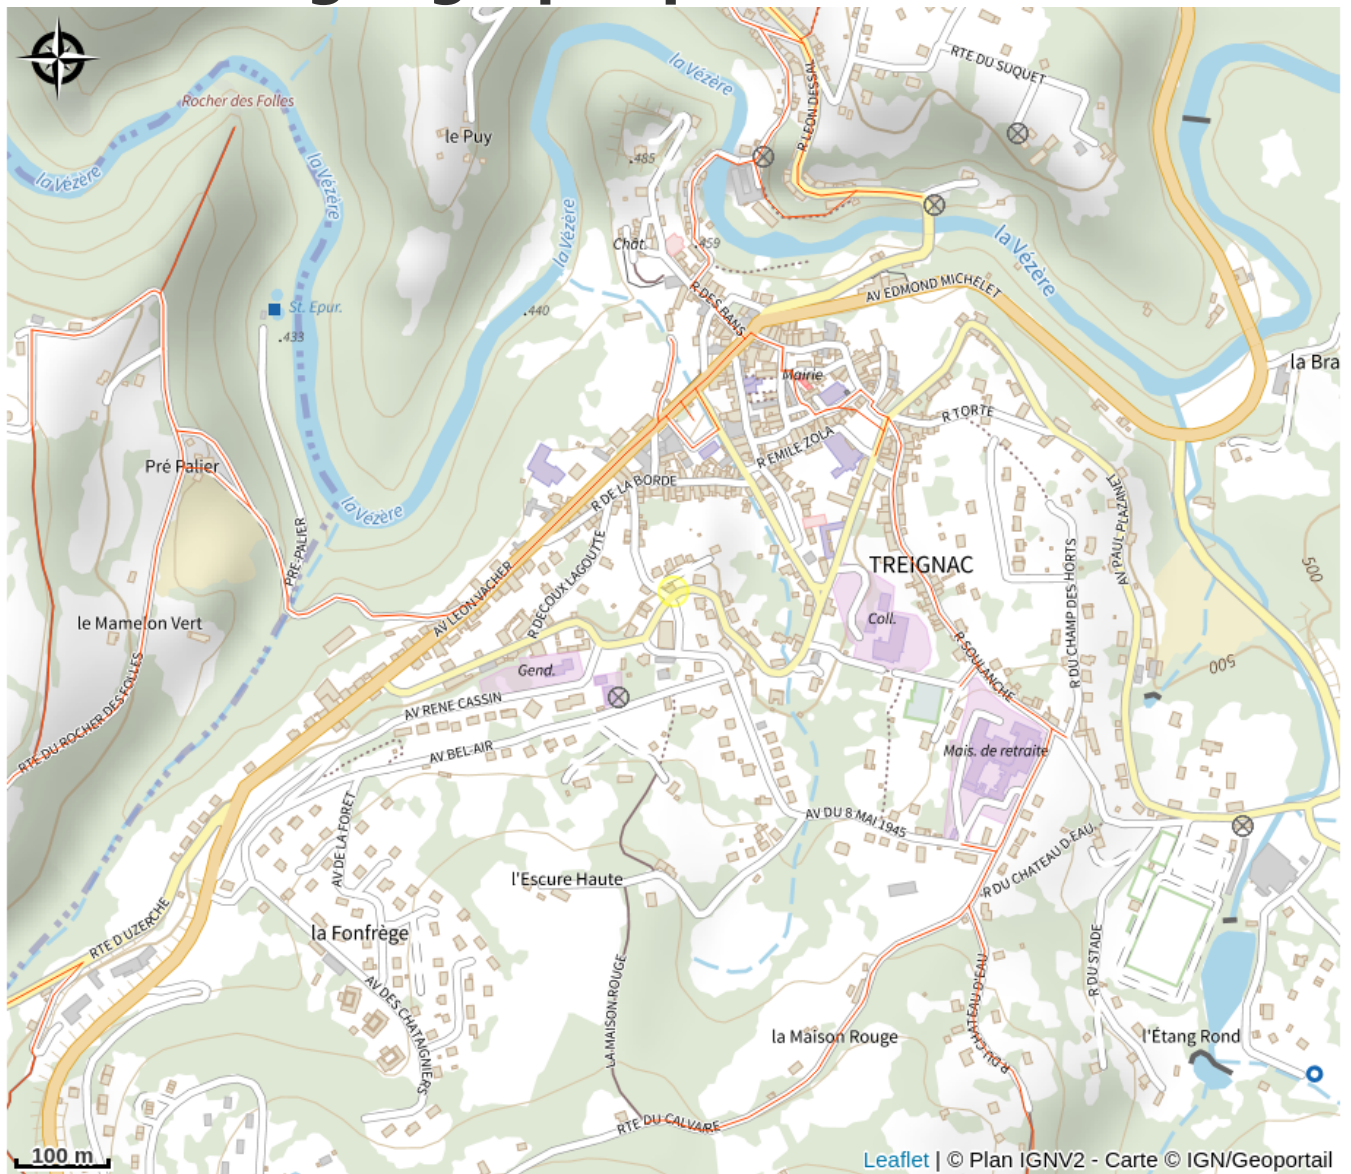 la Vézère
RTE DU SUQUET
R LEON DESSAL
Rocher des Folles
le Puy
la Vézère
.485
la Vézère
la Vézère
Chât.
.459
la Vézère
R DES BANS
AV EDMOND MICHELET
St. Epur.
.440
.433
la Bra
Mairie
R TORTE
R EMILE ZOLA
Pré Palier
R DE LA BORDE
la Vézère
AV PAUL PLAZANET
PRE-PALIER
TREIGNAC
500
R DECOUX LAGOUTTE
AV LEON VACHER
R DU CHAMP DES HORTS
le Mamelon Vert
Coll.
R SOULANCHE
Gend.
500
AV RENE CASSIN
RTE DU ROCHER DES FOLLES
AV BEL-AIR
Mais. de retraite
AV DU 8 MAI 1945
AV DE LA FORET
R DU CHATEAU D'EAU
l'Escure Haute
RTE D UZERCHE
la Fonfrège
R DU STADE
AV DES CHATAIGNIERS
LA MAISON ROUGE
R DU CHATEAU D'EAU
la Maison Rouge
l'Étang Rond
RTE DU CALVAIRE
100 m
Leaflet | © Plan IGNV2 - Carte © IGN/Geoportail